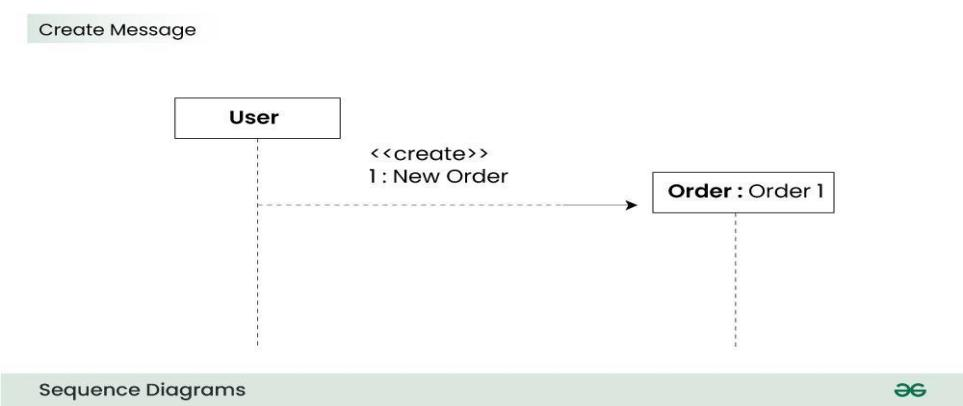 Create Message
User
<<create>>
1 : New Order
Order : Order 1
Sequence Diagrams